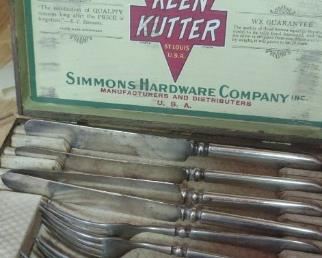 KEEN
KUTTER
ST LOUIS
U.S.A.
The recollection of QUALITY
remains long after the PRICE is
forgotten."—E. C. Simmons.
WE GUARANTEE
SIMMONS HARDWARE COMPANY INC.
MANUFACTURERS AND DISTRIBUTERS
U. S. A.